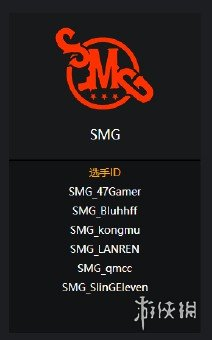 SMG
SMG
选手ID
SMG_47Gamer
SMG_Bluhhff
SMG_kongmu
SMG_LANREN
SMG_qmcc
SMG_SlinGEleven
游侠网